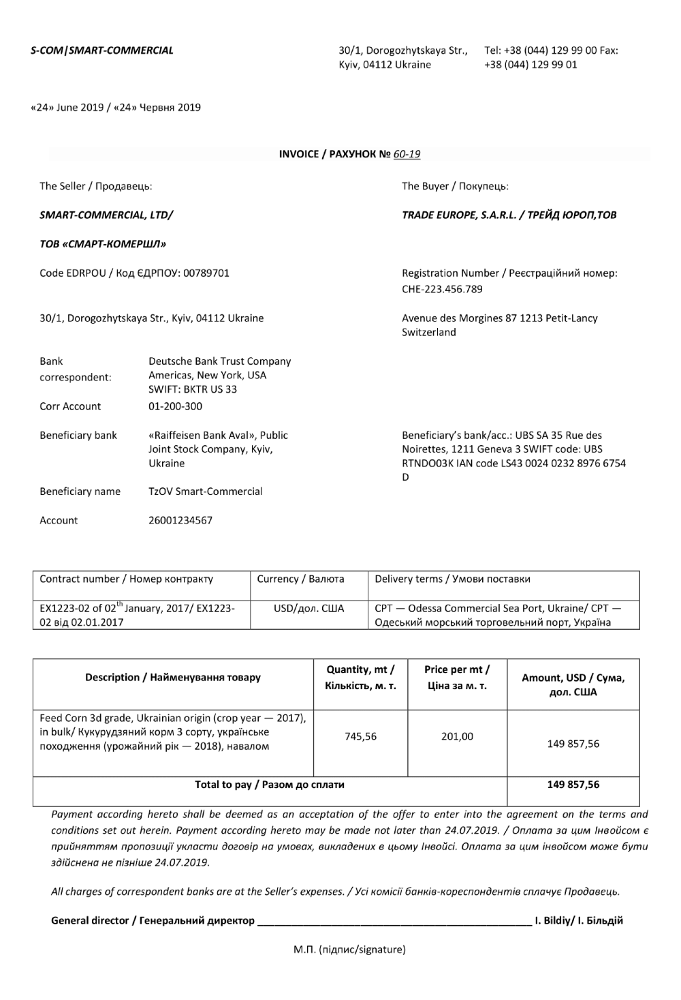 S-COM|SMART-COMMERCIAL
30/1, Dorogozhytskaya Str.,
Kyiv, 04112 Ukraine
Tel: +38 (044) 129 99 00 Fax:
+38 (044) 129 99 01
«24» June 2019 / «24» Червня 2019
INVOICE / РАХУНОК № 60-19
The Seller / Продавець:
The Buyer / Покупець:
SMART-COMMERCIAL, LTD/
TRADE EUROPE, S.A.R.L. / ТРЕЙД ЮРОП,ТОВ
ТОВ «СМАРТ-КОМЕРШЛ»
Code EDRPOU / Код ЄДРПОУ: 00789701
Registration Number / Реєстраційний номер:
CHE-223.456.789
30/1, Dorogozhytskaya Str., Kyiv, 04112 Ukraine
Avenue des Morgines 87 1213 Petit-Lancy
Switzerland
Bank
correspondent:
Deutsche Bank Trust Company
Americas, New York, USA
SWIFT: BKTR US 33
Corr Account
01-200-300
Beneficiary bank
«Raiffeisen Bank Aval», Public
Joint Stock Company, Kyiv,
Ukraine
Beneficiary's bank/acc.: UBS SA 35 Rue des
Noirettes, 1211 Geneva 3 SWIFT code: UBS
RTNDO03K IAN code LS43 0024 0232 8976 6754
D
Beneficiary name
TzOV Smart-Commercial
Account
26001234567
Contract number / Номер контракту
Currency / Валюта
Delivery terms / Умови поставки
EX1223-02 of 02th January, 2017/ EX1223-
02 від 02.01.2017
USD/дол. США
CPT — Odessa Commercial Sea Port, Ukraine/ CPT —
Одеський морський торговельний порт, Україна
Description / Найменування товару
Quantity, mt /
Кількість, м. т.
Price per mt /
Ціна за м. т.
Amount, USD / Сума,
дол. США
Feed Corn 3d grade, Ukrainian origin (crop year — 2017),
in bulk/ Кукурудзяний корм 3 сорту, українське
походження (урожайний рік — 2018), навалом
745,56
201,00
149 857,56
Total to pay / Разом до сплати
149 857,56
Payment according hereto shall be deemed as an acceptation of the offer to enter into the agreement on the terms and
conditions set out herein. Payment according hereto may be made not later than 24.07.2019. / Оплата за цим Інвойсом є
прийняттям пропозиції укласти договір на умовах, викладених в цьому Інвойсі. Оплата за цим інвойсом може бути
здійснена не пізніше 24.07.2019.
All charges of correspondent banks are at the Seller's expenses. / Усі комісії банків-кореспондентів сплачує Продавець.
General director / Генеральний директор ________________________________________________ I. Bildiy/ І. Більдій
М.П. (підпис/signature)